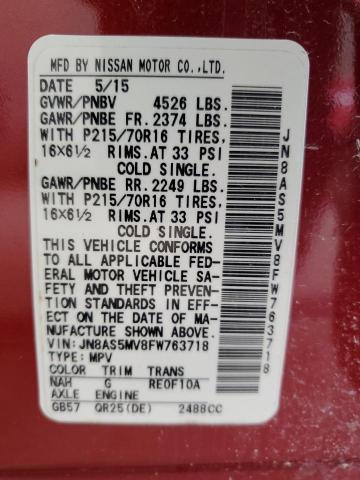 MFD BY NISSAN MOTOR CO.,LTD.
DATE 5/15
GVWR/PNBV 4526 LBS.
GAWR/PNBE FR. 2374 LBS.
WITH P215/70R16 TIRES,
16X6½ RIMS.AT 33 PSI
COLD SINGLE.
GAWR/PNBE RR. 2249 LBS.
WITH P215/70R16 TIRES,
16X6½ RIMS.AT 33 PSI
COLD SINGLE.
THIS VEHICLE CONFORMS
TO ALL APPLICABLE FED-
ERAL MOTOR VEHICLE SA-
FETY AND THEFT PREVENTION
STANDARDS IN EFF-
ECT ON THE DATE OF MA-
NUFACTURE SHOWN ABOVE.
VIN: JN8AS5MV8FW763718
TYPE: MPV
COLOR TRIM TRANS
NAH G RE0F10A
AXLE ENGINE
GB57 QR25(DE) 2488CC
JN8AS5MV8FW763718